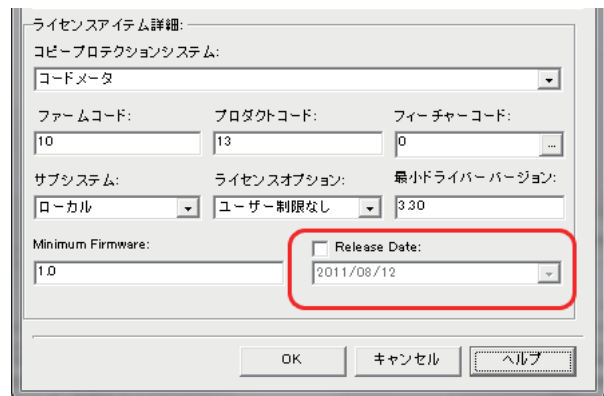 ライセンスアイテム詳細:
コピープロテクションシステム:
コードメータ
ファームコード: プロダクトコード: フィーチャーコード:
10 13 0 ...
サブシステム: ライセンスオプション: 最小ドライバーバージョン:
ローカル ユーザー制限なし 3.30
Minimum Firmware: Release Date:
1.0 2011/08/12
OK キャンセル ヘルプ